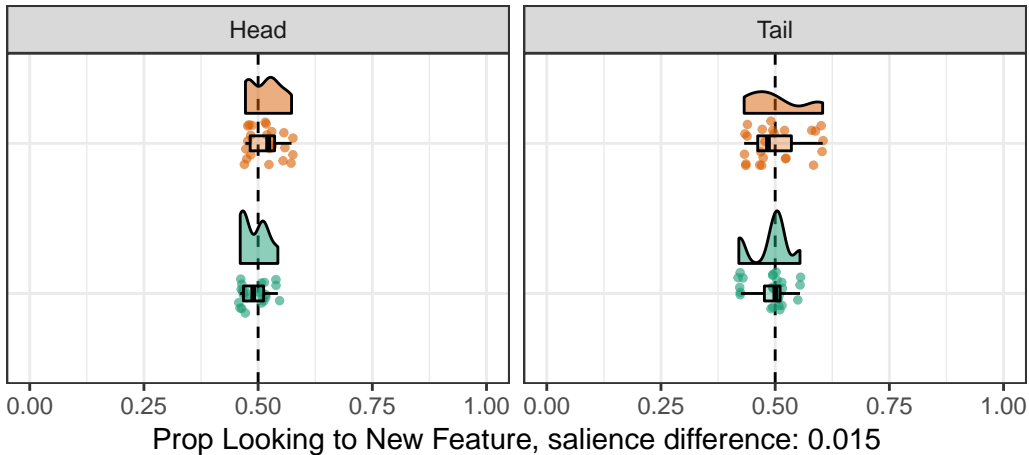 Head
Tail
0.00 0.25 0.50 0.75 1.00 0.00 0.25 0.50 0.75 1.00
Prop Looking to New Feature, salience difference: 0.015